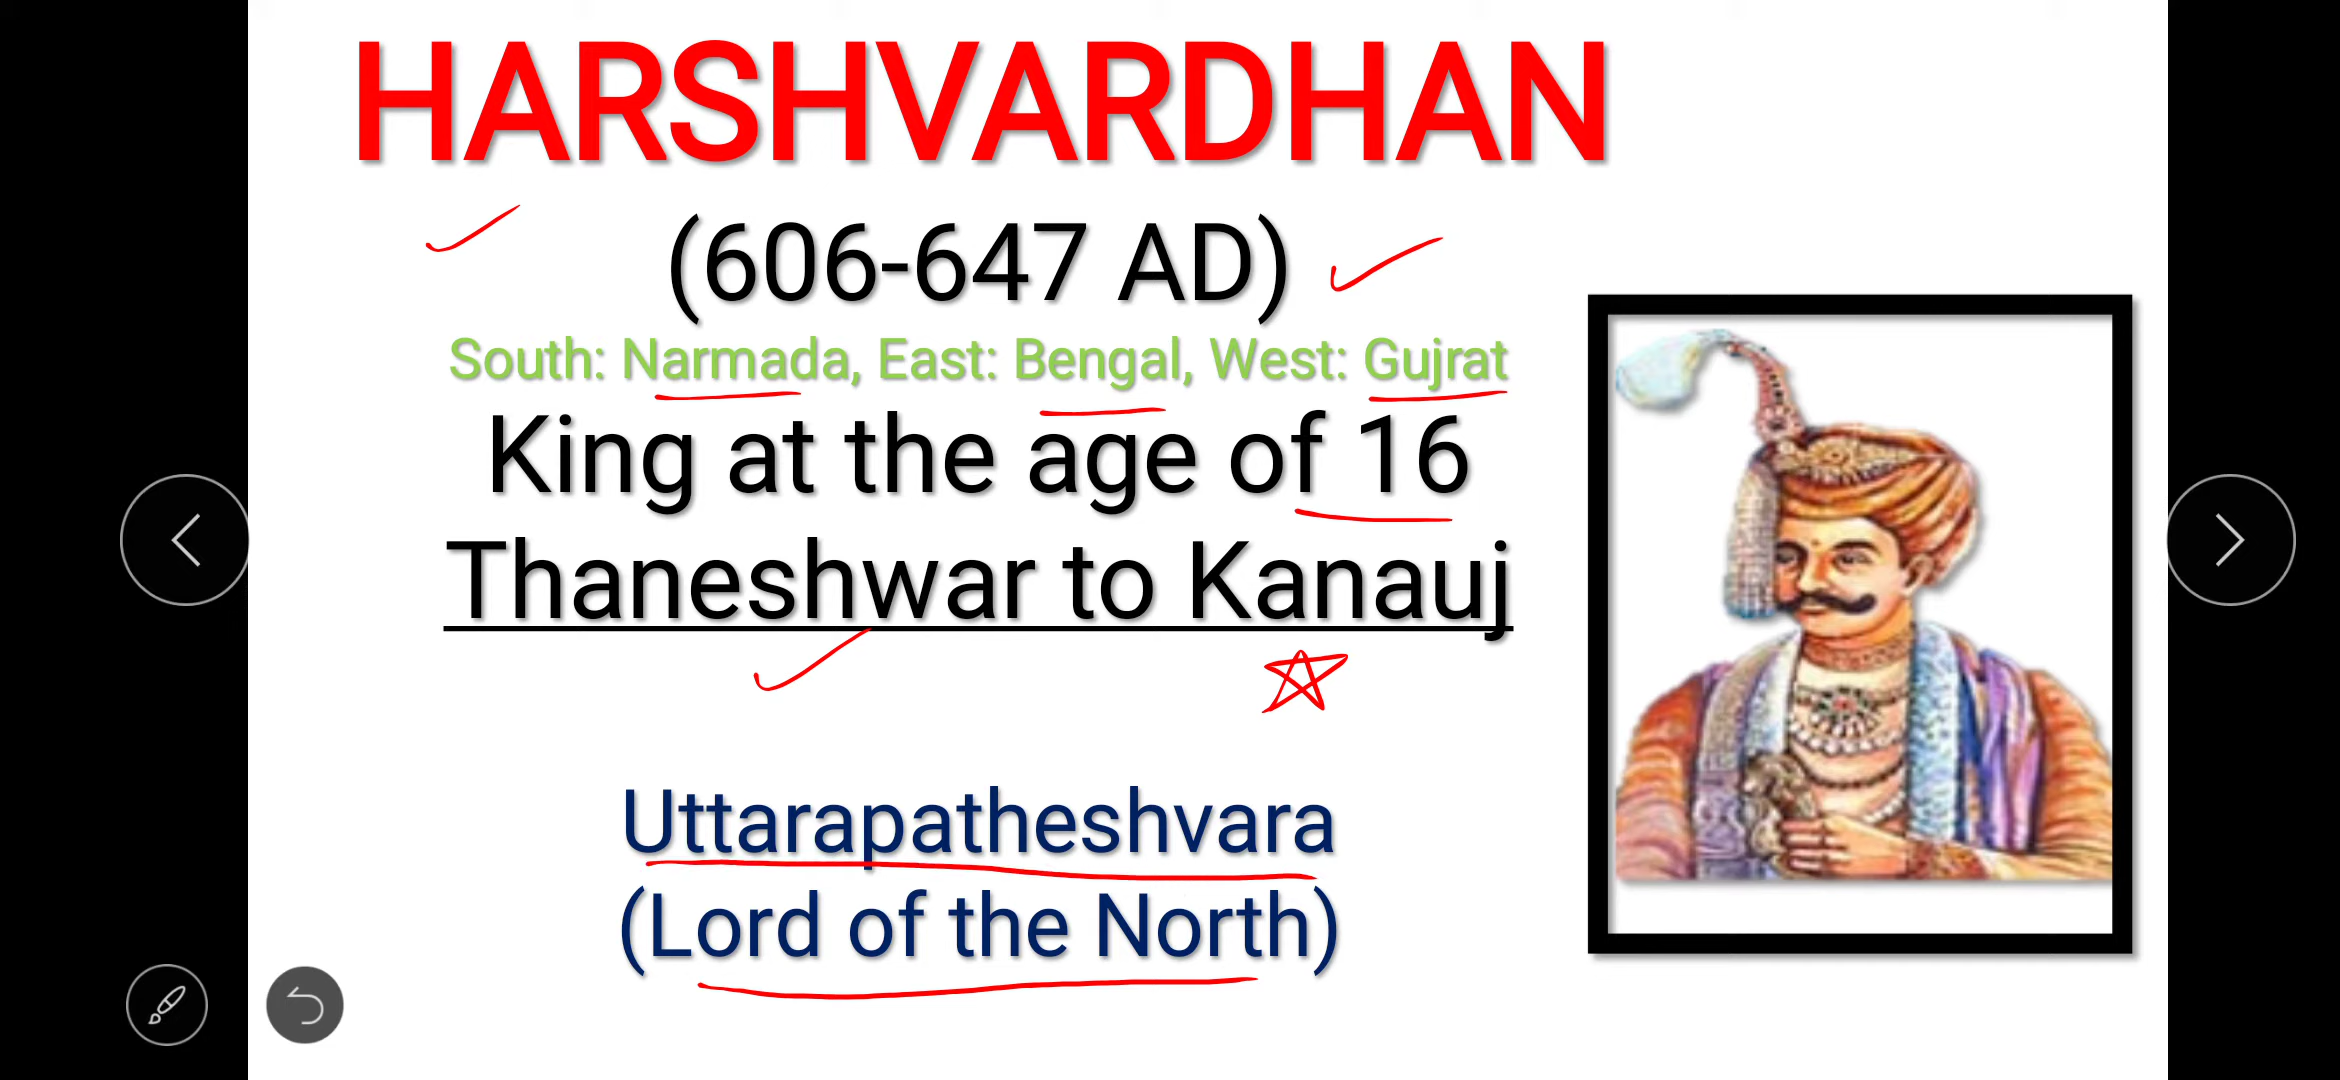 HARSHVARDHAN
(606-647 AD)
South: Narmada, East: Bengal, West: Gujrat
King at the age of 16
Thaneshwar to Kanauj
Uttarapatheshvara
(Lord of the North)